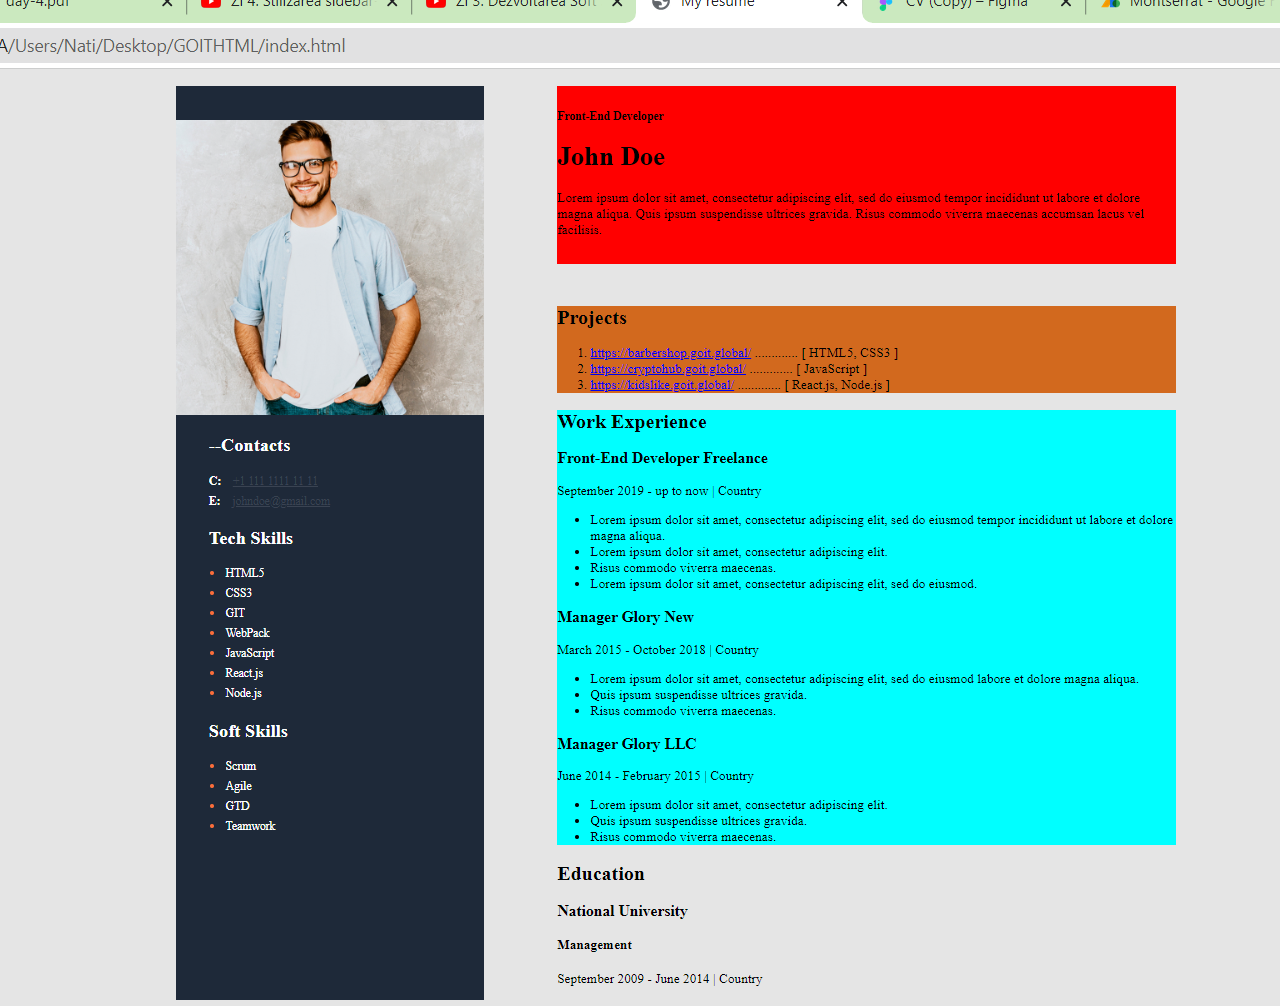 day-4.pdf
ZI 4. Stilizarea sidebar
ZI 3. Dezvoltarea Soft
My resume
CV (Copy) – Figma
Montserrat - Google
A/Users/Nati/Desktop/GOITHTML/index.html
--Contacts
C: +1 111 1111 11 11
E: johndoe@gmail.com
Tech Skills
• HTML5
• CSS3
• GIT
• WebPack
• JavaScript
• React.js
• Node.js
Soft Skills
• Scrum
• Agile
• GTD
• Teamwork
Front-End Developer
John Doe
Lorem ipsum dolor sit amet, consectetur adipiscing elit, sed do eiusmod tempor incididunt ut labore et dolore
magna aliqua. Quis ipsum suspendisse ultrices gravida. Risus commodo viverra maecenas accumsan lacus vel
facilisis.
Projects
1. https://barbershop.goit.global/ ............. [ HTML5, CSS3 ]
2. https://cryptohub.goit.global/ ............. [ JavaScript ]
3. https://kidslike.goit.global/ ............. [ React.js, Node.js ]
Work Experience
Front-End Developer Freelance
September 2019 - up to now | Country
• Lorem ipsum dolor sit amet, consectetur adipiscing elit, sed do eiusmod tempor incididunt ut labore et dolore
magna aliqua.
• Lorem ipsum dolor sit amet, consectetur adipiscing elit.
• Risus commodo viverra maecenas.
• Lorem ipsum dolor sit amet, consectetur adipiscing elit, sed do eiusmod.
Manager Glory New
March 2015 - October 2018 | Country
• Lorem ipsum dolor sit amet, consectetur adipiscing elit, sed do eiusmod labore et dolore magna aliqua.
• Quis ipsum suspendisse ultrices gravida.
• Risus commodo viverra maecenas.
Manager Glory LLC
June 2014 - February 2015 | Country
• Lorem ipsum dolor sit amet, consectetur adipiscing elit.
• Quis ipsum suspendisse ultrices gravida.
• Risus commodo viverra maecenas.
Education
National University
Management
September 2009 - June 2014 | Country